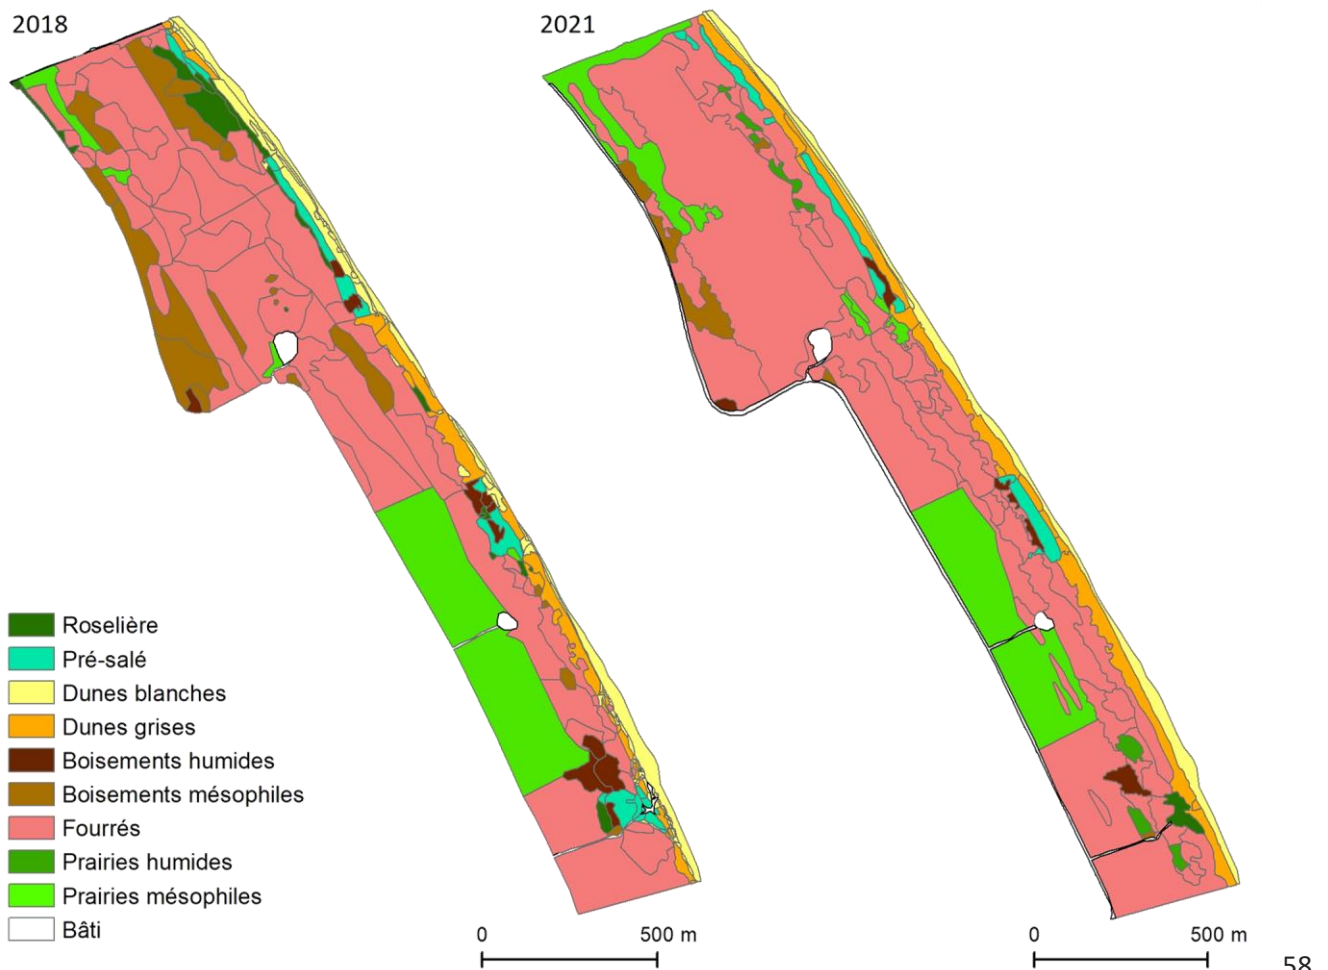 2018
2021
Roselière
Pré-salé
Dunes blanches
Dunes grises
Boisements humides
Boisements mésophiles
Fourrés
Prairies humides
Prairies mésophiles
Bâti
0 500 m
0 500 m
58